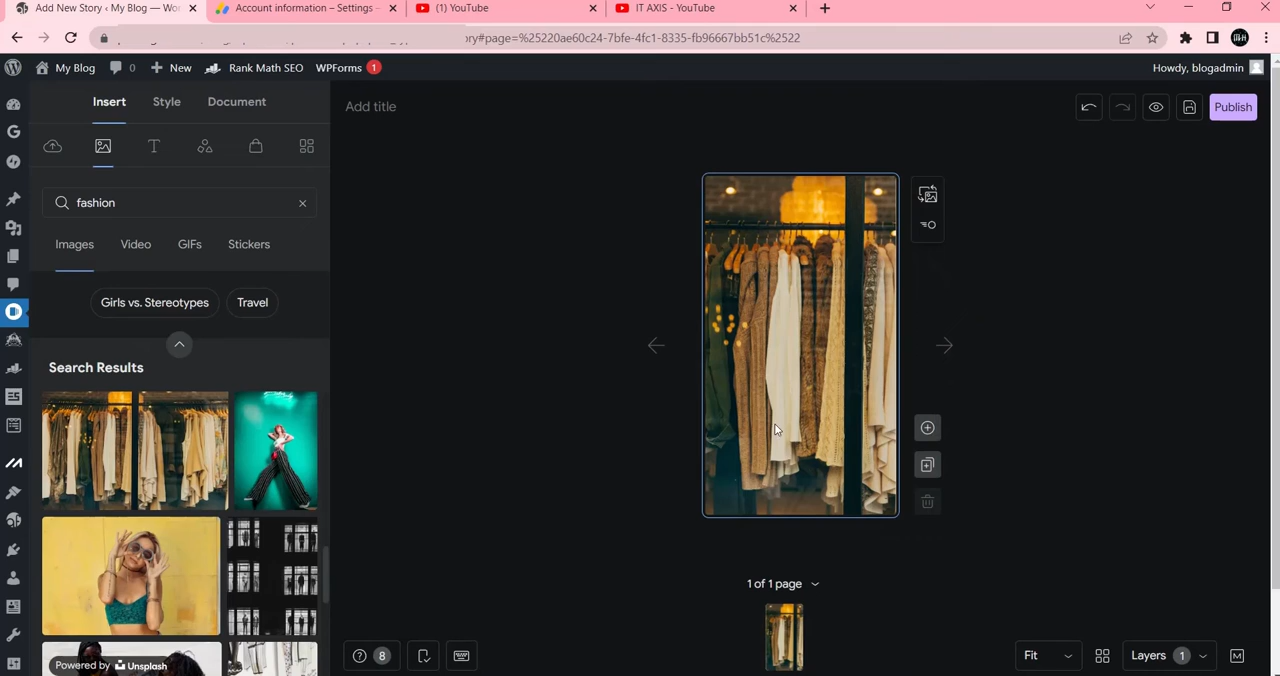 Add New Story ‹ My Blog — Wo
Account information – Settings -
(1) YouTube
IT AXIS - YouTube
ory#page=%25220ae60c24-7bfe-4fc1-8335-fb96667bb51c%2522
My Blog
0
New
Rank Math SEO
WPForms
1
Howdy, blogadmin
Insert
Style
Document
Add title
Publish
fashion
Images
Video
GIFs
Stickers
Girls vs. Stereotypes
Travel
Search Results
1 of 1 page
Powered by Unsplash
8
Fit
Layers
1